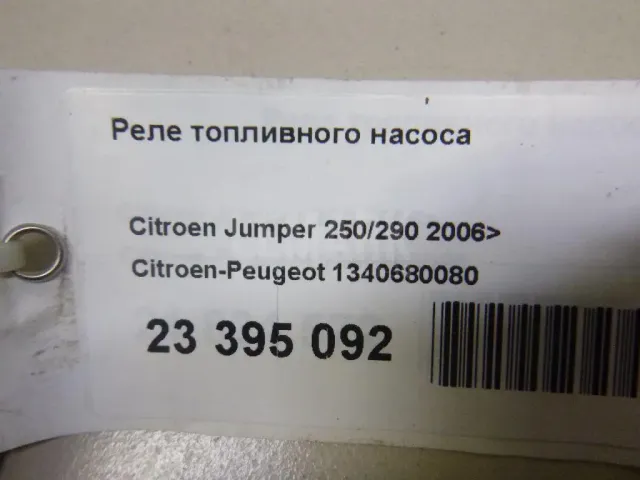 Реле топливного насоса
Citroen Jumper 250/290 2006>
Citroen-Peugeot 1340680080
23 395 092